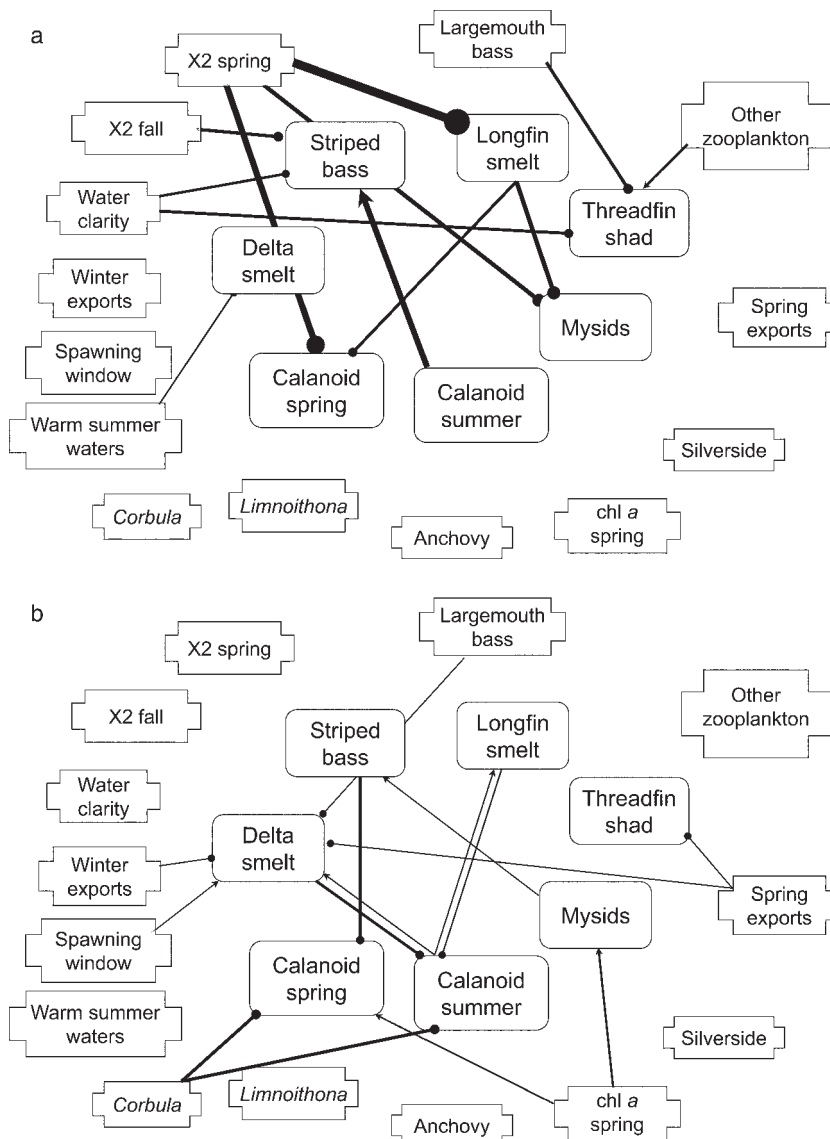 a
Largemouth
bass
X2 spring
Other
zooplankton
X2 fall
Striped
bass
Longfin
smelt
Water
clarity
Threadfin
shad
Delta
smelt
Winter
exports
Mysids
Spring
exports
Spawning
window
Calanoid
spring
Calanoid
summer
Warm summer
waters
Silverside
Corbula
Limnoithona
Anchovy
chl a
spring
b
Largemouth
bass
X2 spring
Other
zooplankton
X2 fall
Striped
bass
Longfin
smelt
Water
clarity
Threadfin
shad
Delta
smelt
Winter
exports
Mysids
Spring
exports
Spawning
window
Calanoid
spring
Calanoid
summer
Warm summer
waters
Silverside
Corbula
Limnoithona
Anchovy
chl a
spring